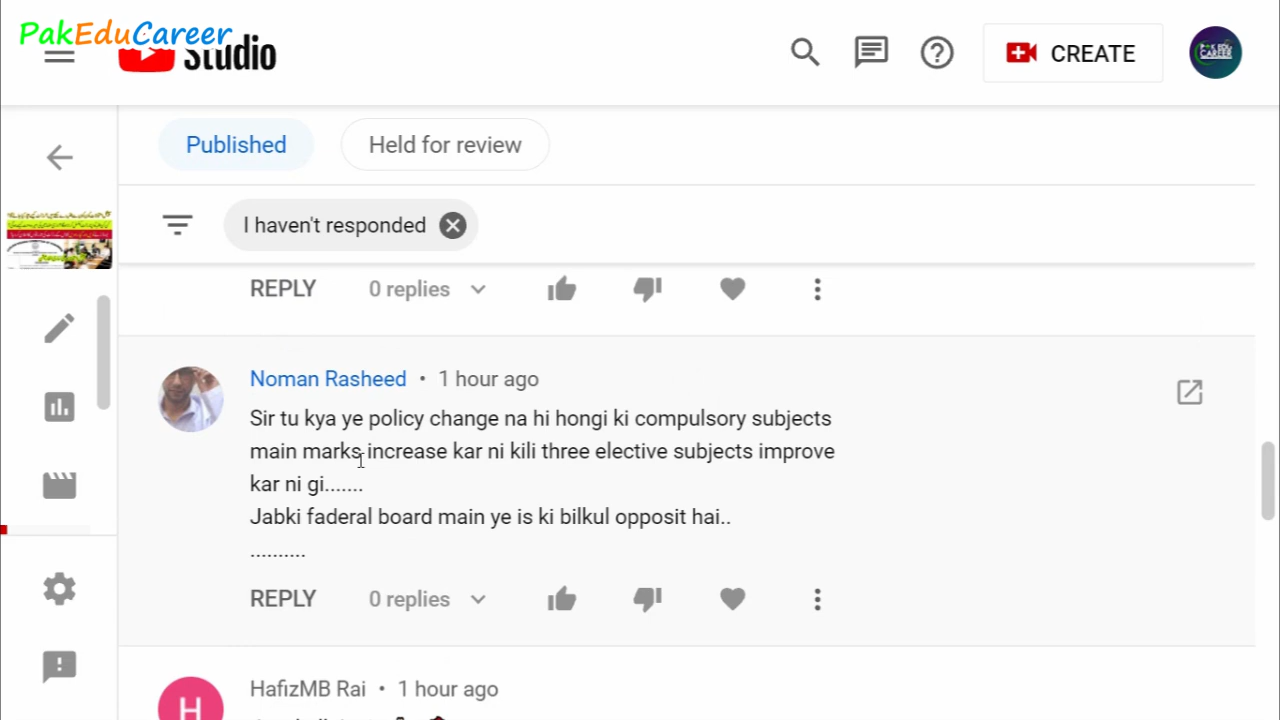 PakEduCareer
Studio
CREATE
Published
Held for review
I haven't responded
REPLY 0 replies
Noman Rasheed • 1 hour ago
Sir tu kya ye policy change na hi hongi ki compulsory subjects
main marks increase kar ni kili three elective subjects improve
kar ni gi.......
Jabki faderal board main ye is ki bilkul opposit hai..
..........
REPLY 0 replies
H
HafizMB Rai • 1 hour ago